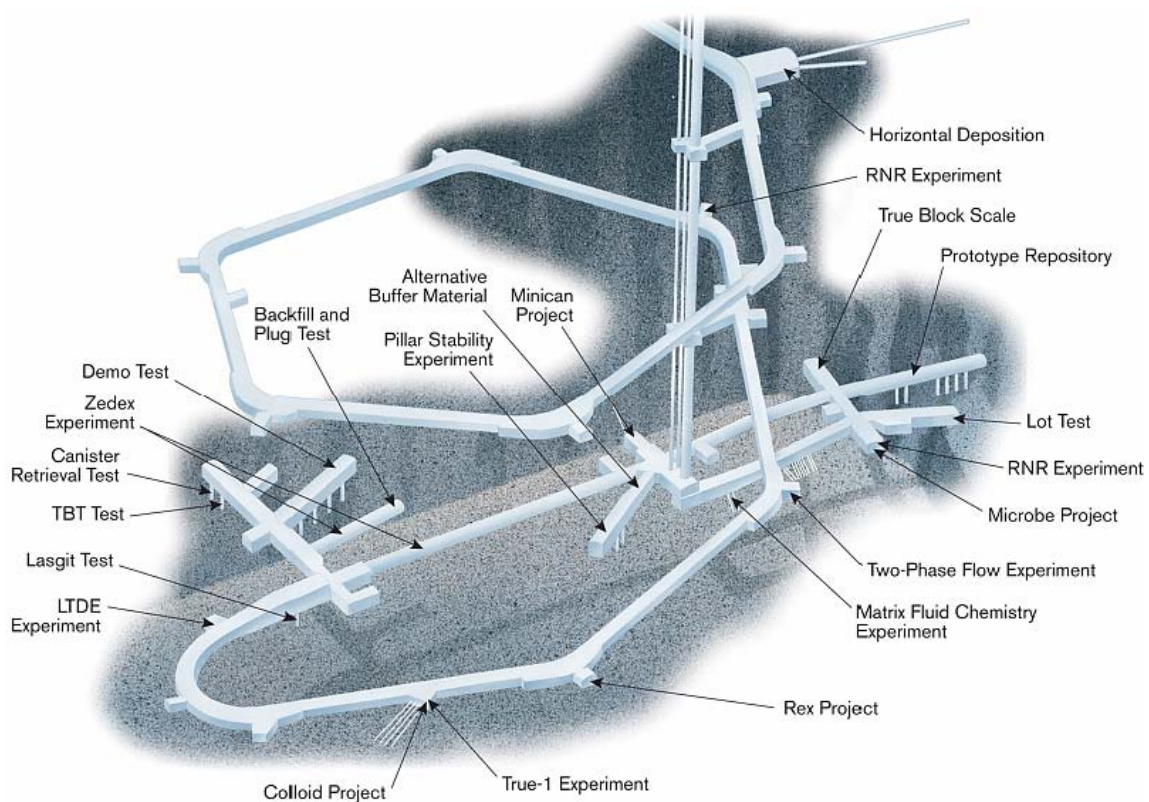 Horizontal Deposition
RNR Experiment
True Block Scale
Prototype Repository
Alternative
Buffer Material
Minican
Project
Backfill and
Plug Test
Pillar Stability
Experiment
Demo Test
Zedex
Experiment
Canister
Retrieval Test
TBT Test
Lasgit Test
LTDE
Experiment
Lot Test
RNR Experiment
Microbe Project
Two-Phase Flow Experiment
Matrix Fluid Chemistry
Experiment
Rex Project
True-1 Experiment
Colloid Project